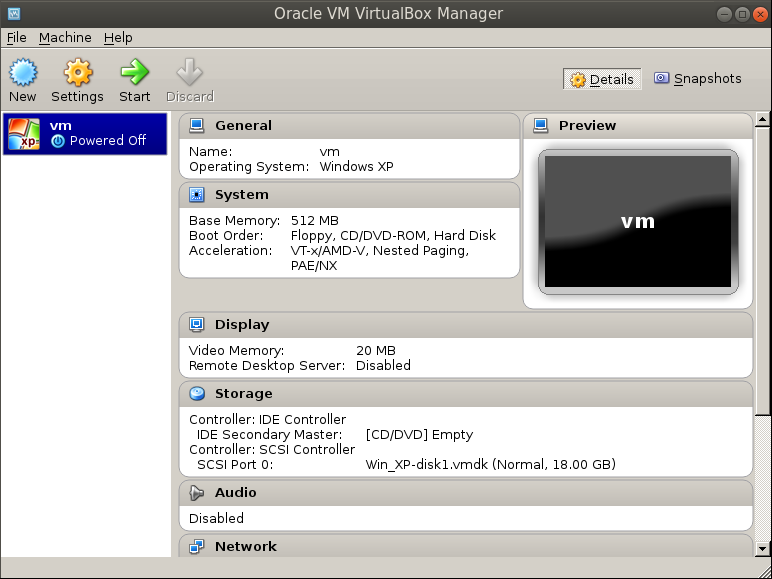 Oracle VM VirtualBox Manager
File Machine Help
New Settings Start Discard Details Snapshots
xp
vm
Powered Off
General
Name: vm
Operating System: Windows XP
Preview
vm
System
Base Memory: 512 MB
Boot Order: Floppy, CD/DVD-ROM, Hard Disk
Acceleration: VT-x/AMD-V, Nested Paging,
PAE/NX
Display
Video Memory: 20 MB
Remote Desktop Server: Disabled
Storage
Controller: IDE Controller
IDE Secondary Master: [CD/DVD] Empty
Controller: SCSI Controller
SCSI Port 0: Win_XP-disk1.vmdk (Normal, 18.00 GB)
Audio
Disabled
Network